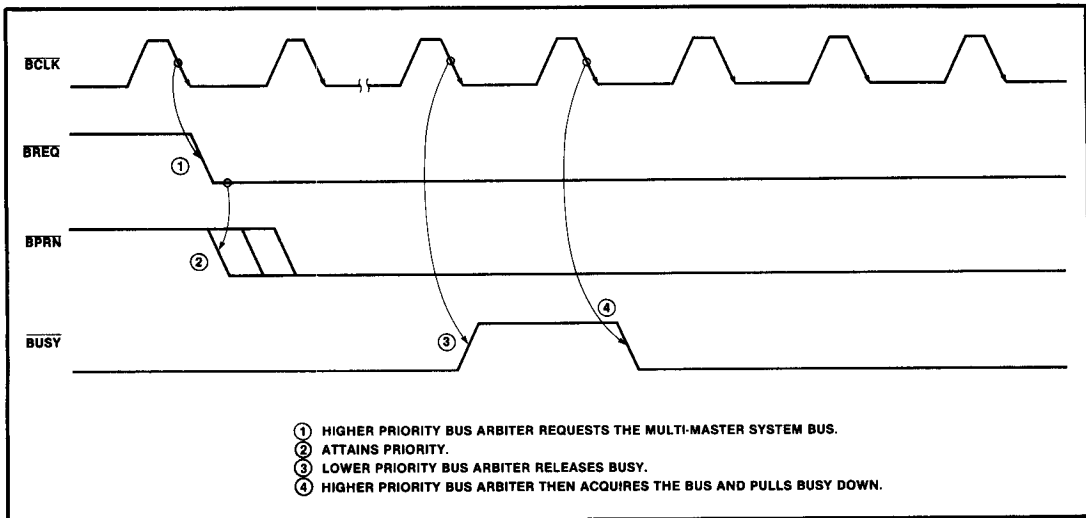 BCLK
BREQ
①
BPRN
②
BUSY
③
④
① HIGHER PRIORITY BUS ARBITER REQUESTS THE MULTI-MASTER SYSTEM BUS.
② ATTAINS PRIORITY.
③ LOWER PRIORITY BUS ARBITER RELEASES BUSY.
④ HIGHER PRIORITY BUS ARBITER THEN ACQUIRES THE BUS AND PULLS BUSY DOWN.